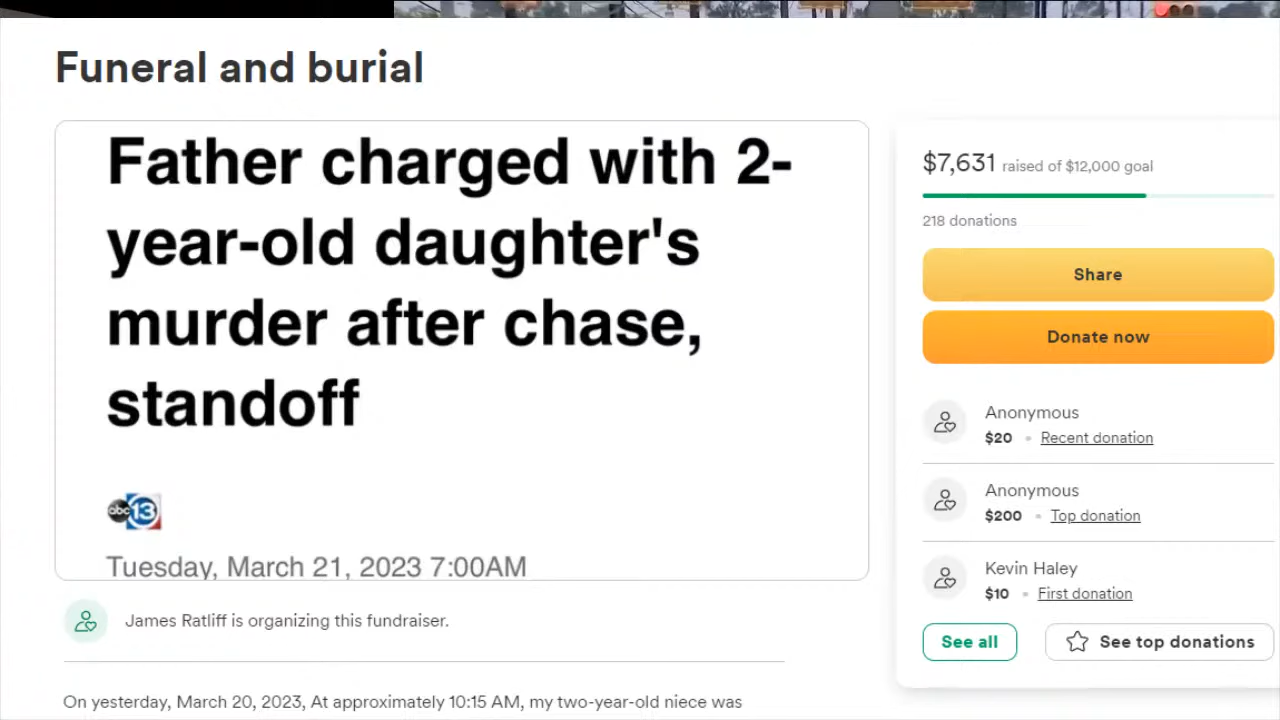 Funeral and burial
Father charged with 2-
year-old daughter's
murder after chase,
standoff
abc 13
Tuesday, March 21, 2023 7:00AM
James Ratliff is organizing this fundraiser.
On yesterday, March 20, 2023, At approximately 10:15 AM, my two-year-old niece was
$7,631 raised of $12,000 goal
218 donations
Share
Donate now
Anonymous
$20 • Recent donation
Anonymous
$200 • Top donation
Kevin Haley
$10 • First donation
See all
See top donations